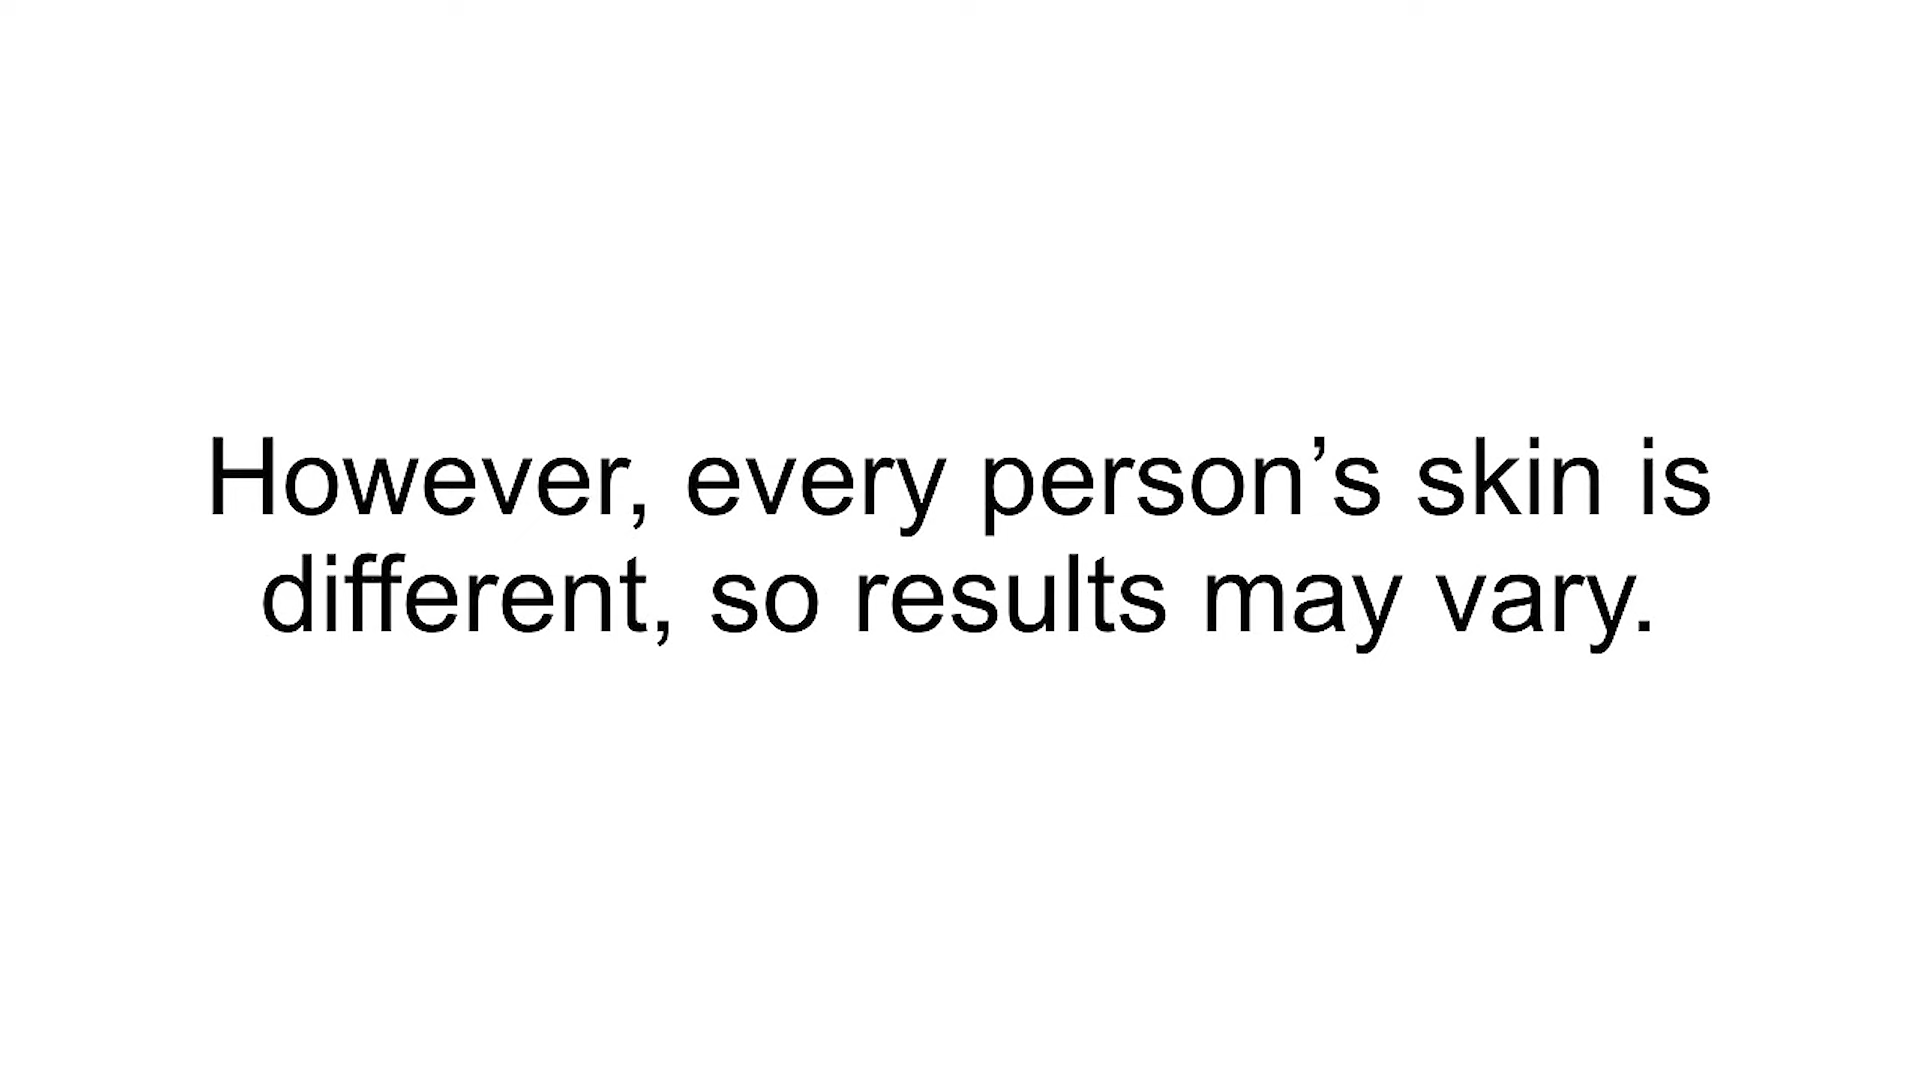 However, every person’s skin is
different, so results may vary.